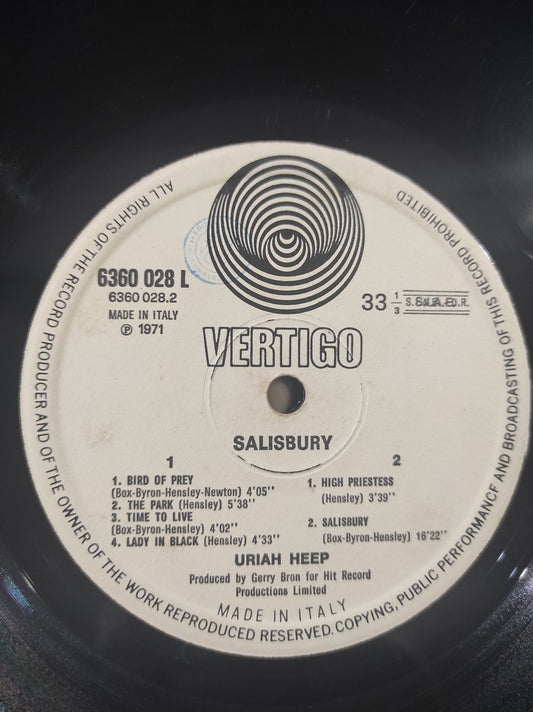 ALL RIGHTS OF THE RECORD PRODUCER AND OF THE OWNER OF THE WORK REPRODUCED RESERVED. COPYING, PUBLIC PERFORMANCE AND BROADCASTING OF THIS RECORD PROHIBITED
6360 028 L
6360 028.2
MADE IN ITALY
℗ 1971
33 1/3
VERTIGO
SALISBURY
1
1. BIRD OF PREY
(Box-Byron-Hensley-Newton) 4'05''
2. THE PARK (Hensley) 5'38''
3. TIME TO LIVE
(Box-Byron-Hensley) 4'02''
4. LADY IN BLACK (Hensley) 4'33''
2
1. HIGH PRIESTESS
(Hensley) 3'39''
2. SALISBURY
(Box-Byron-Hensley) 16'22''
URIAH HEEP
Produced by Gerry Bron for Hit Record
Productions Limited
MADE IN ITALY